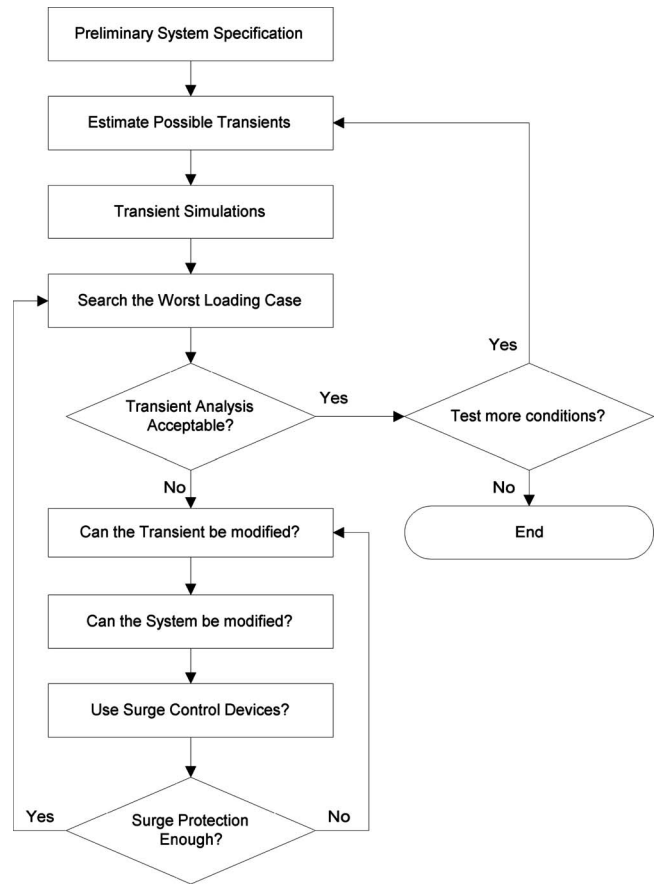 Preliminary System Specification
Estimate Possible Transients
Transient Simulations
Search the Worst Loading Case
Yes
Transient Analysis
Acceptable?
Yes
Test more conditions?
No
No
Can the Transient be modified?
End
Can the System be modified?
Use Surge Control Devices?
Yes
Surge Protection
Enough?
No